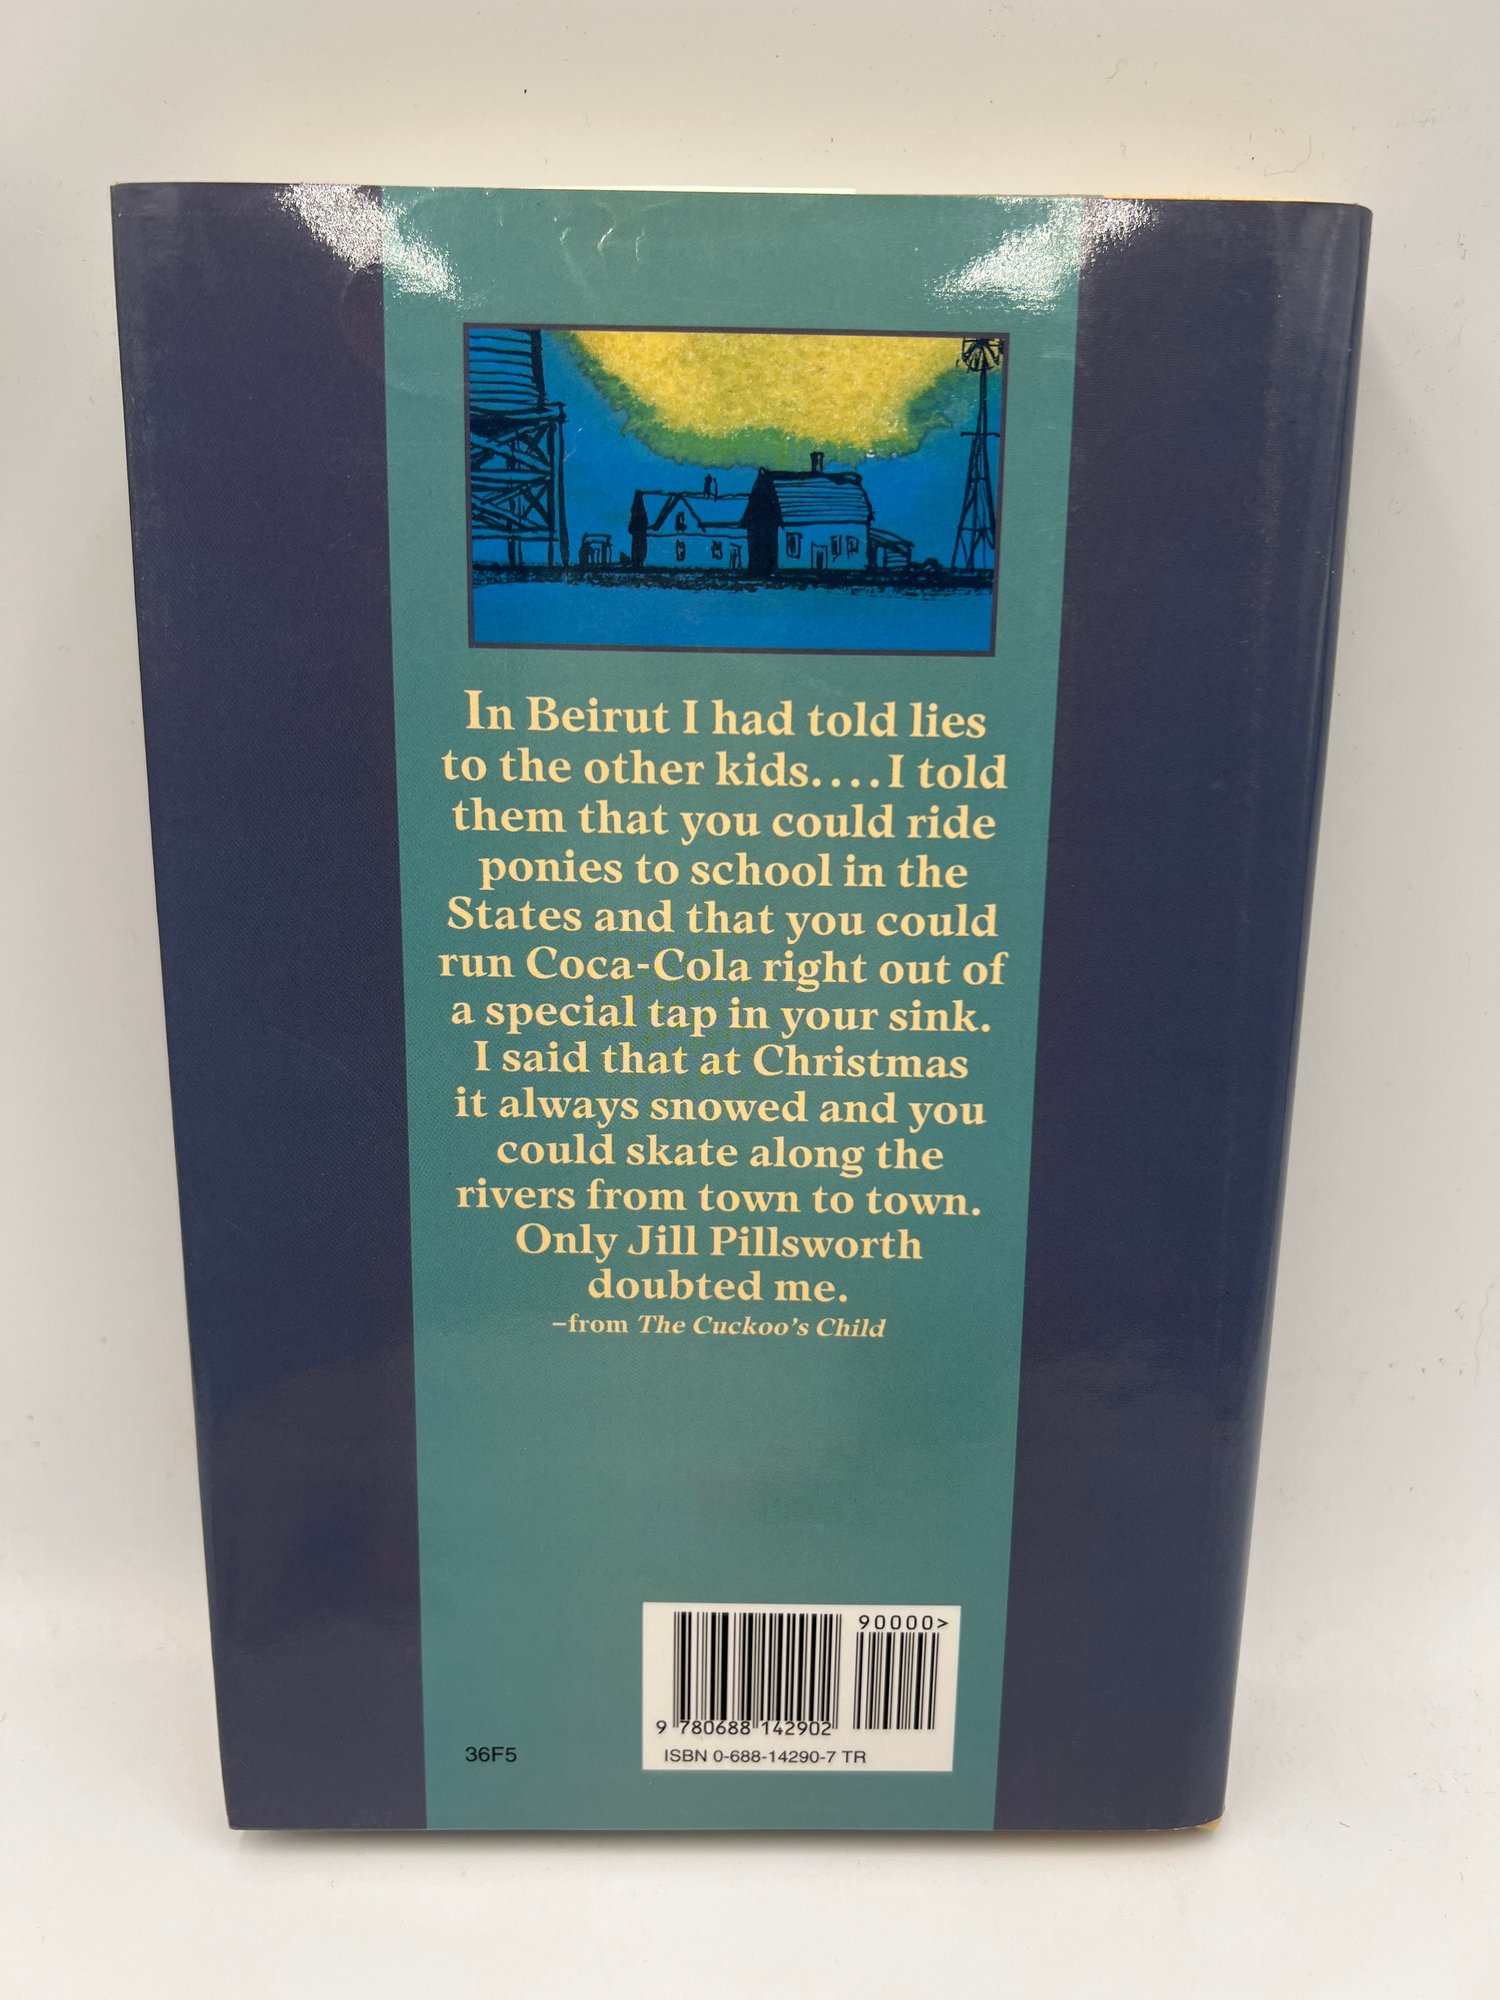 In Beirut I had told lies
to the other kids....I told
them that you could ride
ponies to school in the
States and that you could
run Coca-Cola right out of
a special tap in your sink.
I said that at Christmas
it always snowed and you
could skate along the
rivers from town to town.
Only Jill Pillsworth
doubted me.
–from The Cuckoo's Child
90000>
9 780688 142902
ISBN 0-688-14290-7 TR
36F5